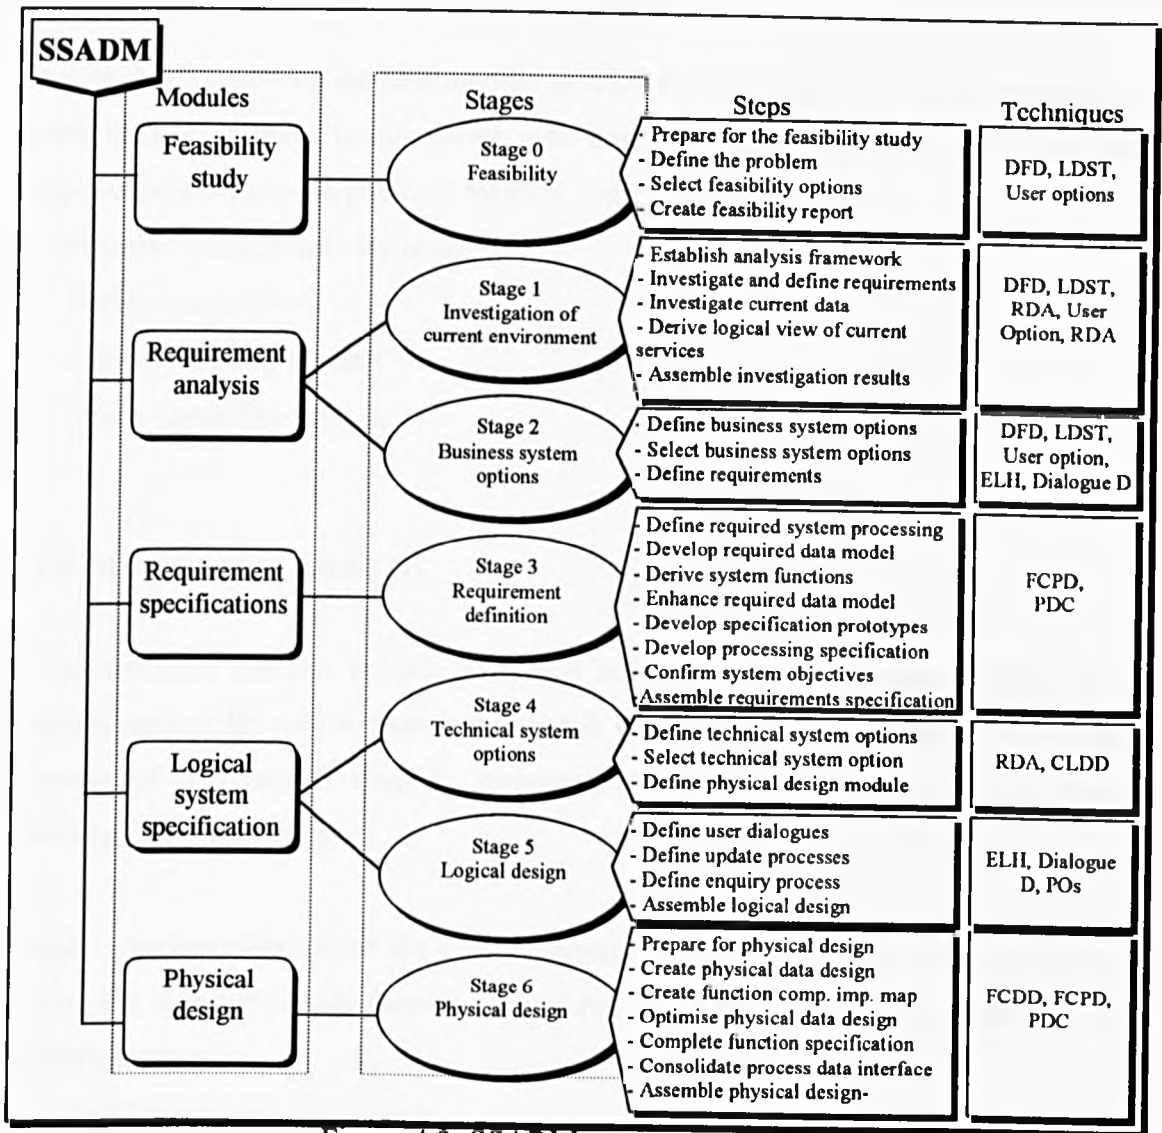 SSADM
Modules
Stages
Steps
Techniques
Feasibility
study
Stage 0
Feasibility
- Prepare for the feasibility study
- Define the problem
- Select feasibility options
- Create feasibility report
DFD, LDST,
User options
Requirement
analysis
Stage 1
Investigation of
current environment
- Establish analysis framework
- Investigate and define requirements
- Investigate current data
- Derive logical view of current
services
- Assemble investigation results
DFD, LDST,
RDA, User
Option, RDA
Stage 2
Business system
options
- Define business system options
- Select business system options
- Define requirements
DFD, LDST,
User option,
ELH, Dialogue D
Requirement
specifications
Stage 3
Requirement
definition
- Define required system processing
- Develop required data model
- Derive system functions
- Enhance required data model
- Develop specification prototypes
- Develop processing specification
- Confirm system objectives
- Assemble requirements specification
FCPD,
PDC
Logical
system
specification
Stage 4
Technical system
options
- Define technical system options
- Select technical system option
- Define physical design module
RDA, CLDD
Stage 5
Logical design
- Define user dialogues
- Define update processes
- Define enquiry process
- Assemble logical design
ELH, Dialogue
D, POs
Physical
design
Stage 6
Physical design
- Prepare for physical design
- Create physical data design
- Create function comp. imp. map
- Optimise physical data design
- Complete function specification
- Consolidate process data interface
- Assemble physical design-
FCDD, FCPD,
PDC
SSADM